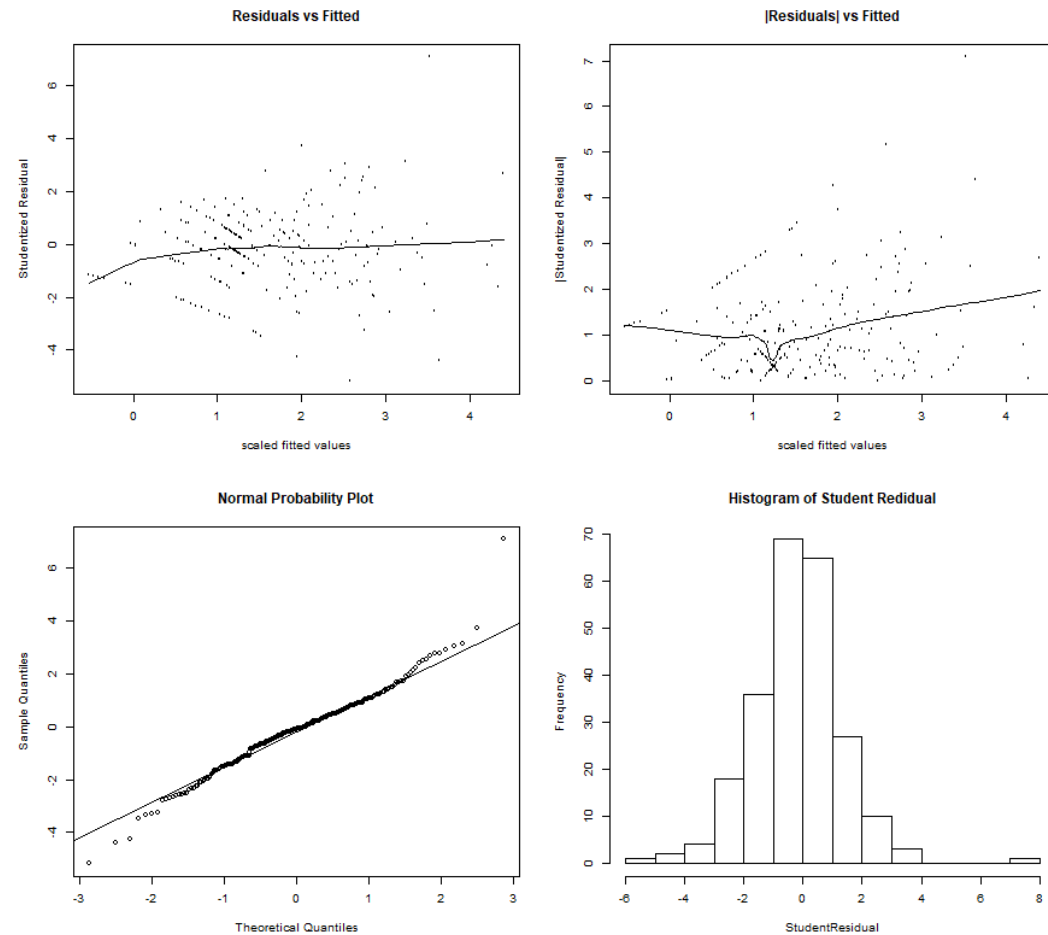 Residuals vs Fitted
Studentized Residual
6
4
2
0
-2
-4
0 1 2 3 4
scaled fitted values
|Residuals| vs Fitted
|Studentized Residual|
7
6
5
4
3
2
1
0
0 1 2 3 4
scaled fitted values
Normal Probability Plot
Sample Quantiles
6
4
2
0
-2
-4
-3 -2 -1 0 1 2 3
Theoretical Quantiles
Histogram of Student Redidual
Frequency
70
60
50
40
30
20
10
0
-6 -4 -2 0 2 4 6 8
StudentResidual